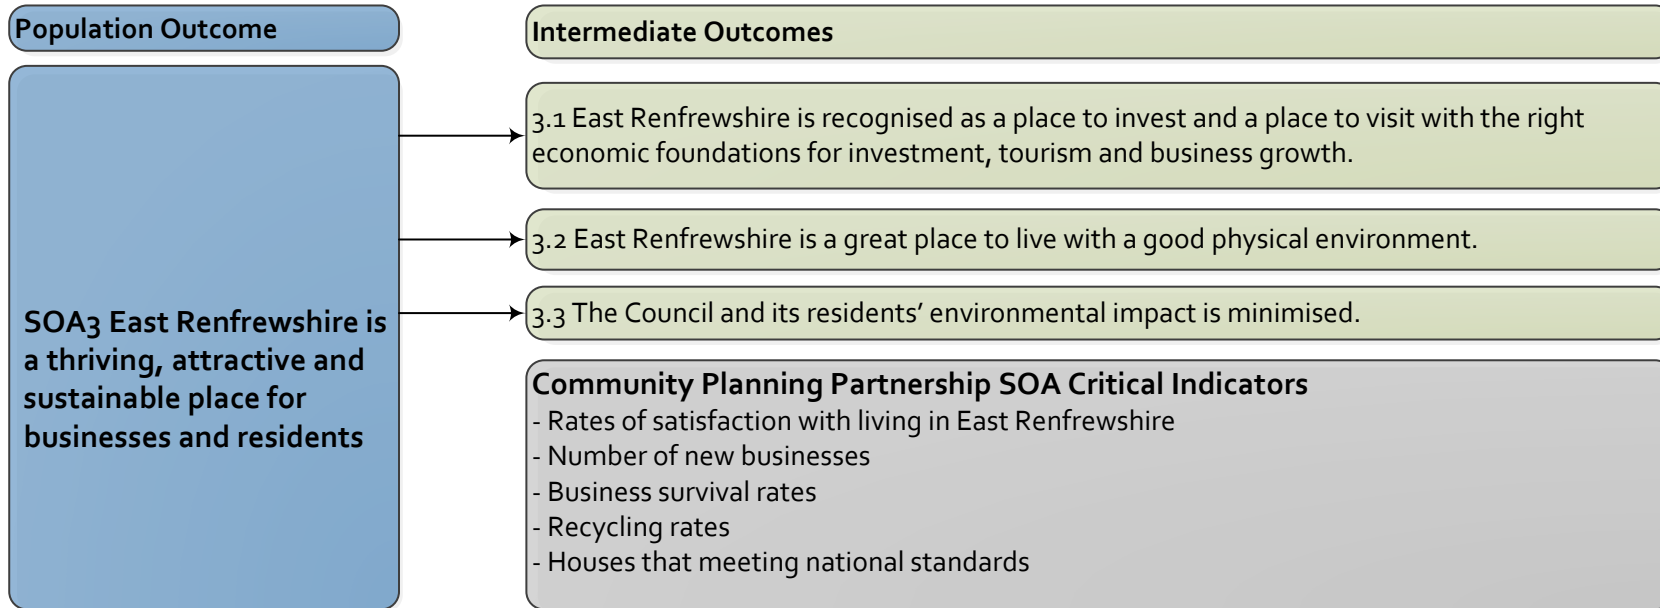 Population Outcome
Intermediate Outcomes
SOA3 East Renfrewshire is
a thriving, attractive and
sustainable place for
businesses and residents
3.1 East Renfrewshire is recognised as a place to invest and a place to visit with the right
economic foundations for investment, tourism and business growth.
3.2 East Renfrewshire is a great place to live with a good physical environment.
3.3 The Council and its residents’ environmental impact is minimised.
Community Planning Partnership SOA Critical Indicators
- Rates of satisfaction with living in East Renfrewshire
- Number of new businesses
- Business survival rates
- Recycling rates
- Houses that meeting national standards